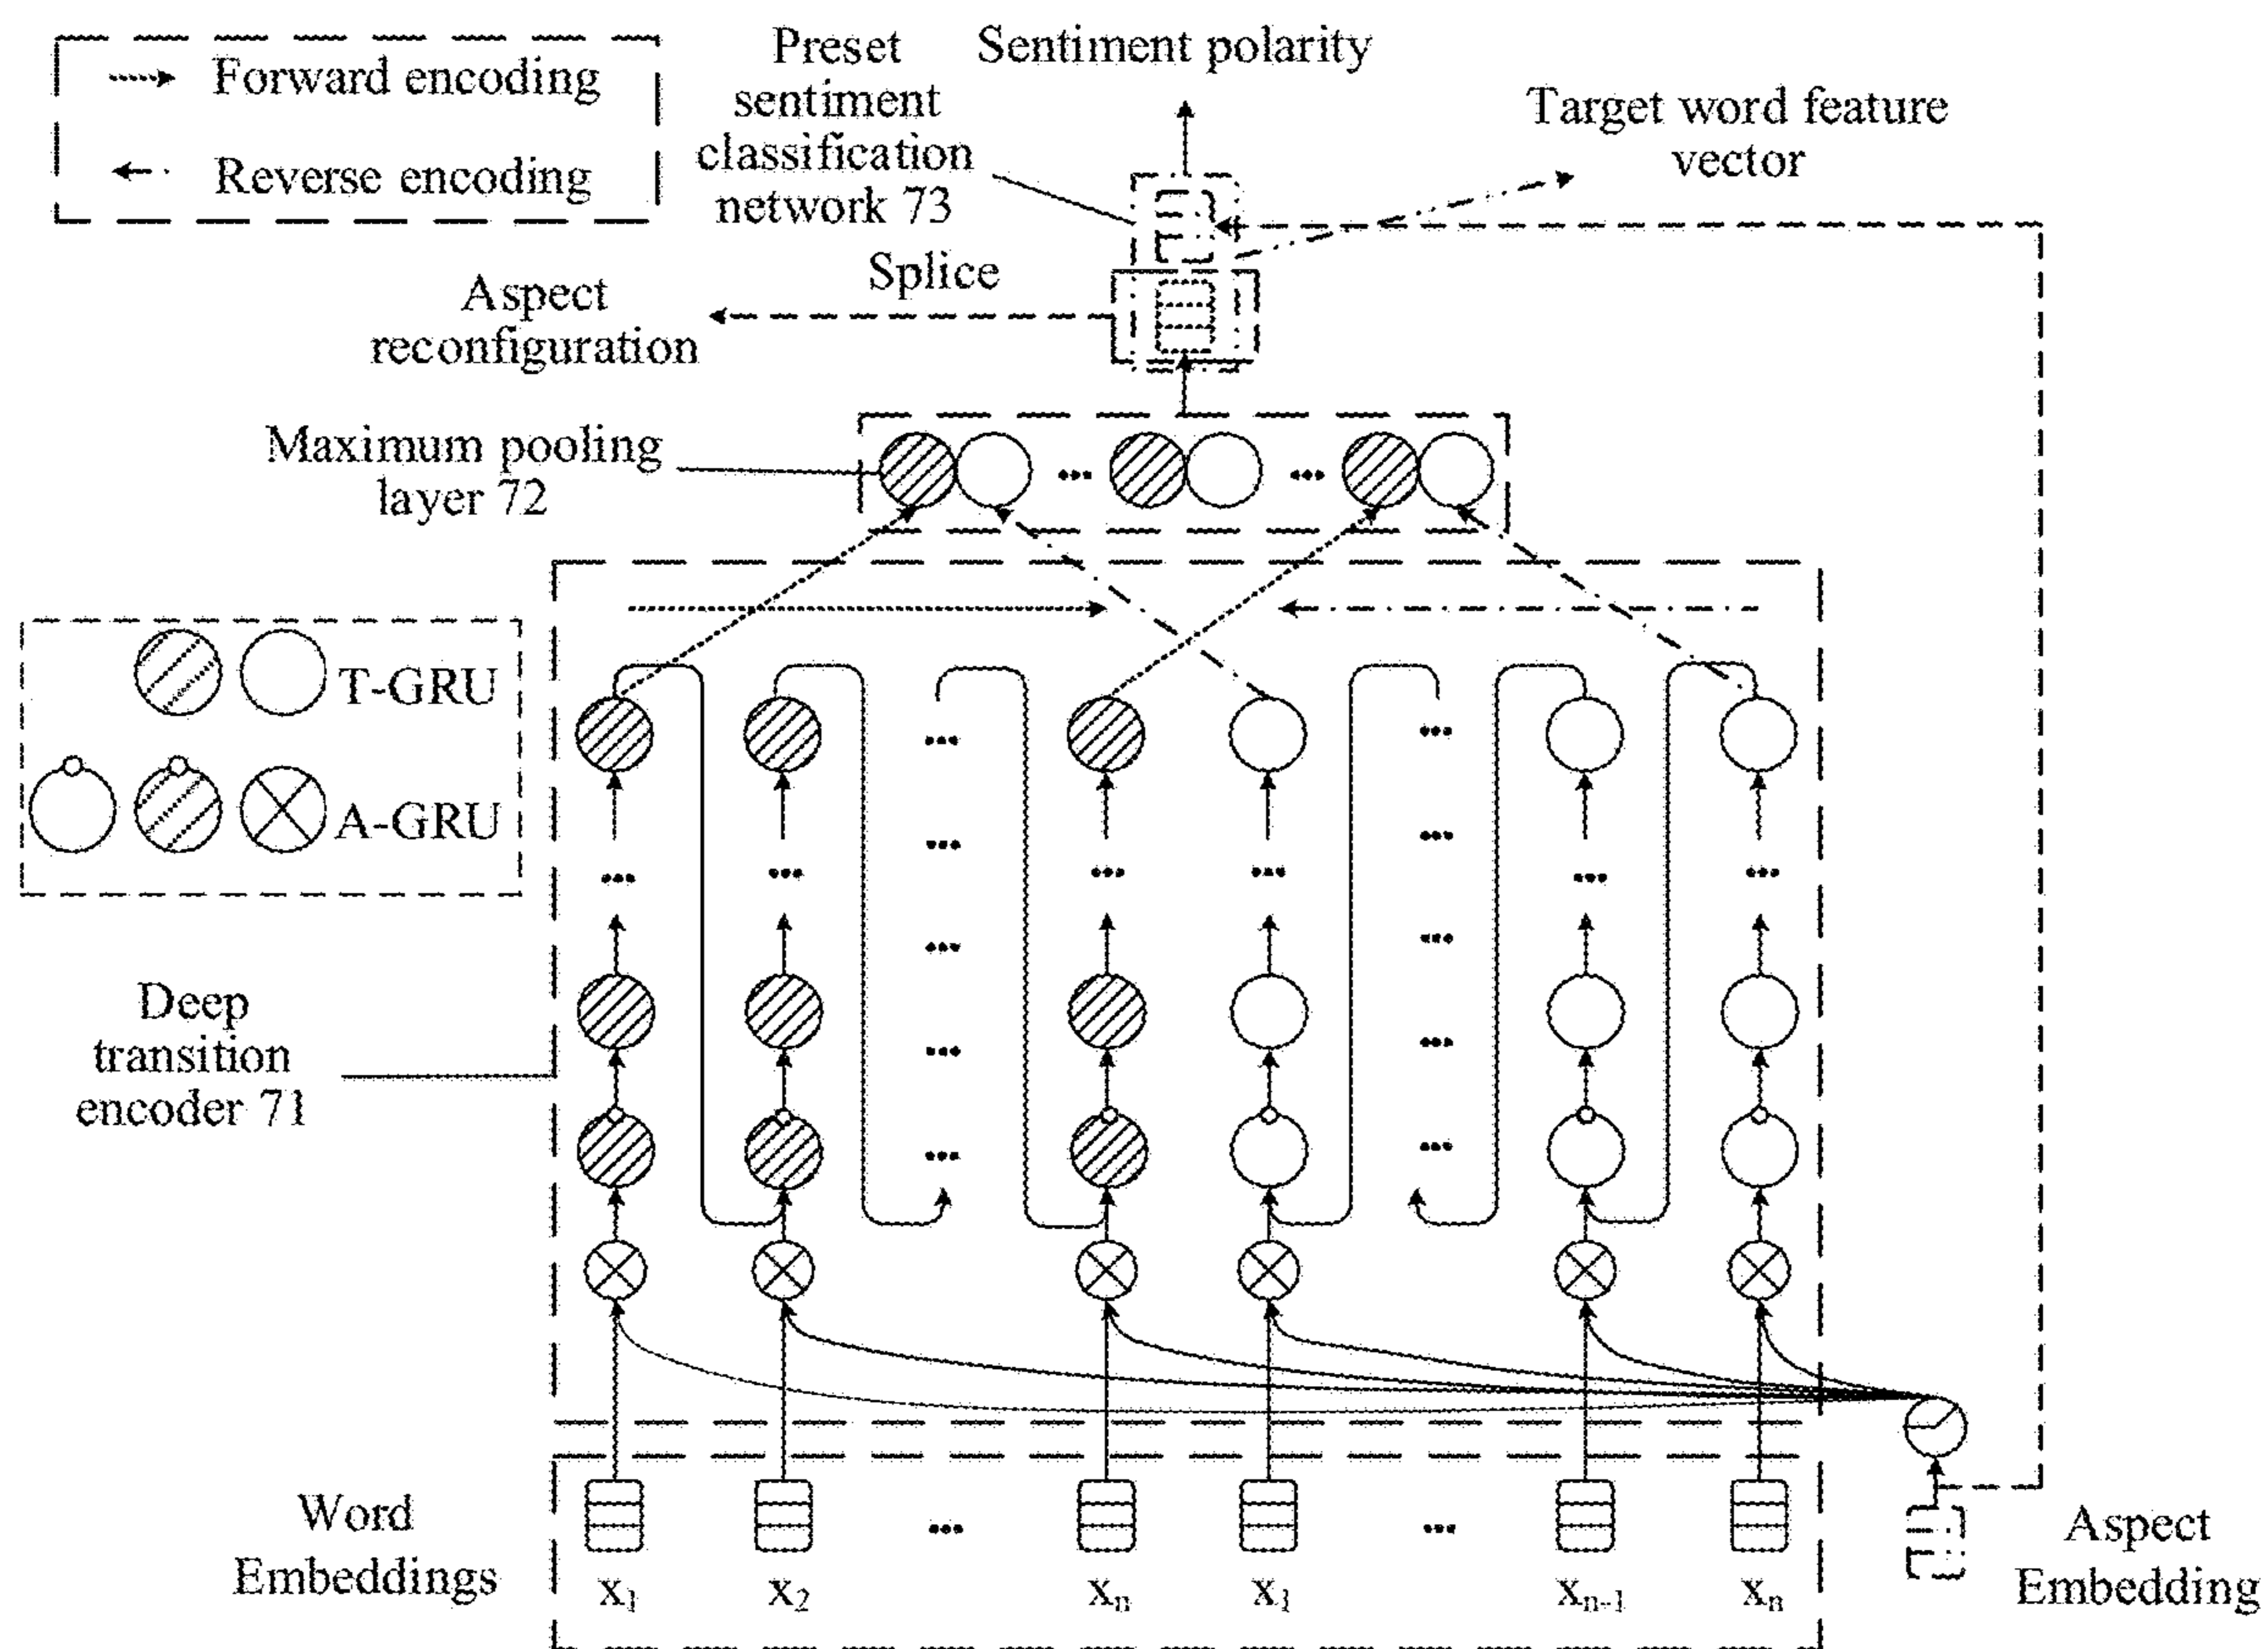 Forward encoding
Reverse encoding
Preset
sentiment
classification
network 73
Sentiment polarity
Target word feature
vector
Splice
Aspect
reconfiguration
Maximum pooling
layer 72
...
...
T-GRU
A-GRU
Deep
transition
encoder 71
Word
Embeddings
x₁
x₂
...
xₙ
x₁
...
xₙ₋₁
xₙ
Aspect
Embedding